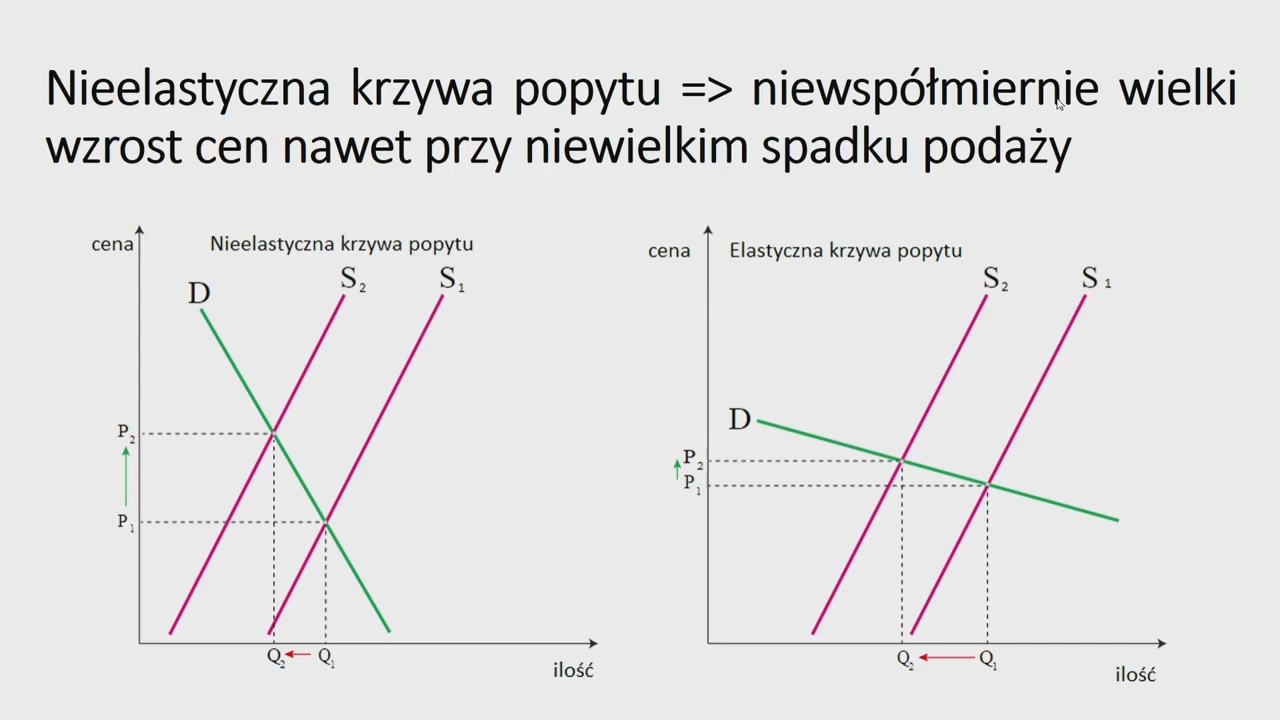 Nieelastyczna krzywa popytu => niewspółmiernie wielki
wzrost cen nawet przy niewielkim spadku podaży
cena
Nieelastyczna krzywa popytu
D
S2
S1
P2
P1
Q2
Q1
ilość
cena
Elastyczna krzywa popytu
S2
S1
D
P2
P1
Q2
Q1
ilość